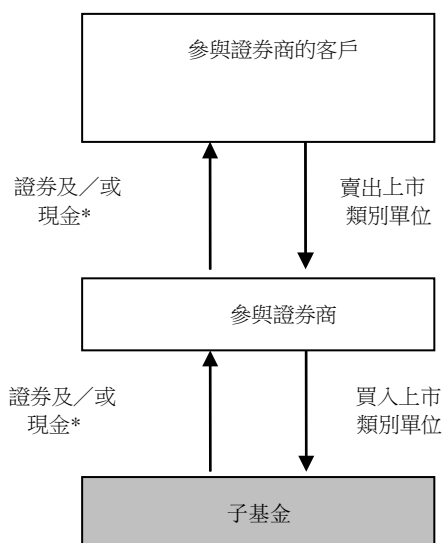 參與證券商的客戶
證券及／或
現金*
賣出上市
類別單位
參與證券商
證券及／或
現金*
買入上市
類別單位
子基金